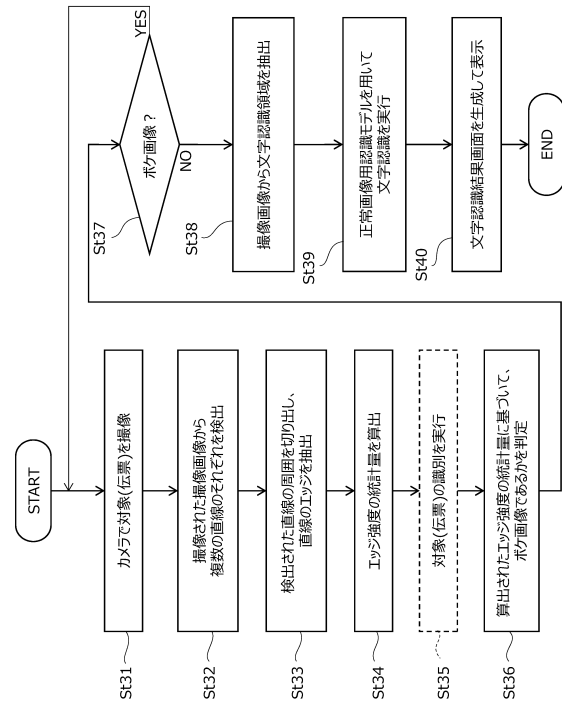 START
St31
カメラで対象(伝票)を撮像
St32
撮像された撮像画像から
複数の直線のそれぞれを検出
St33
検出された直線の周囲を切り出し、
直線のエッジを抽出
St34
エッジ強度の統計量を算出
St35
対象(伝票)の識別を実行
St36
算出されたエッジ強度の統計量に基づいて、
ボケ画像であるかを判定
St37
ボケ画像？
YES
NO
St38
撮像画像から文字認識領域を抽出
St39
正常画像用認識モデルを用いて
文字認識を実行
St40
文字認識結果画面を生成して表示
END